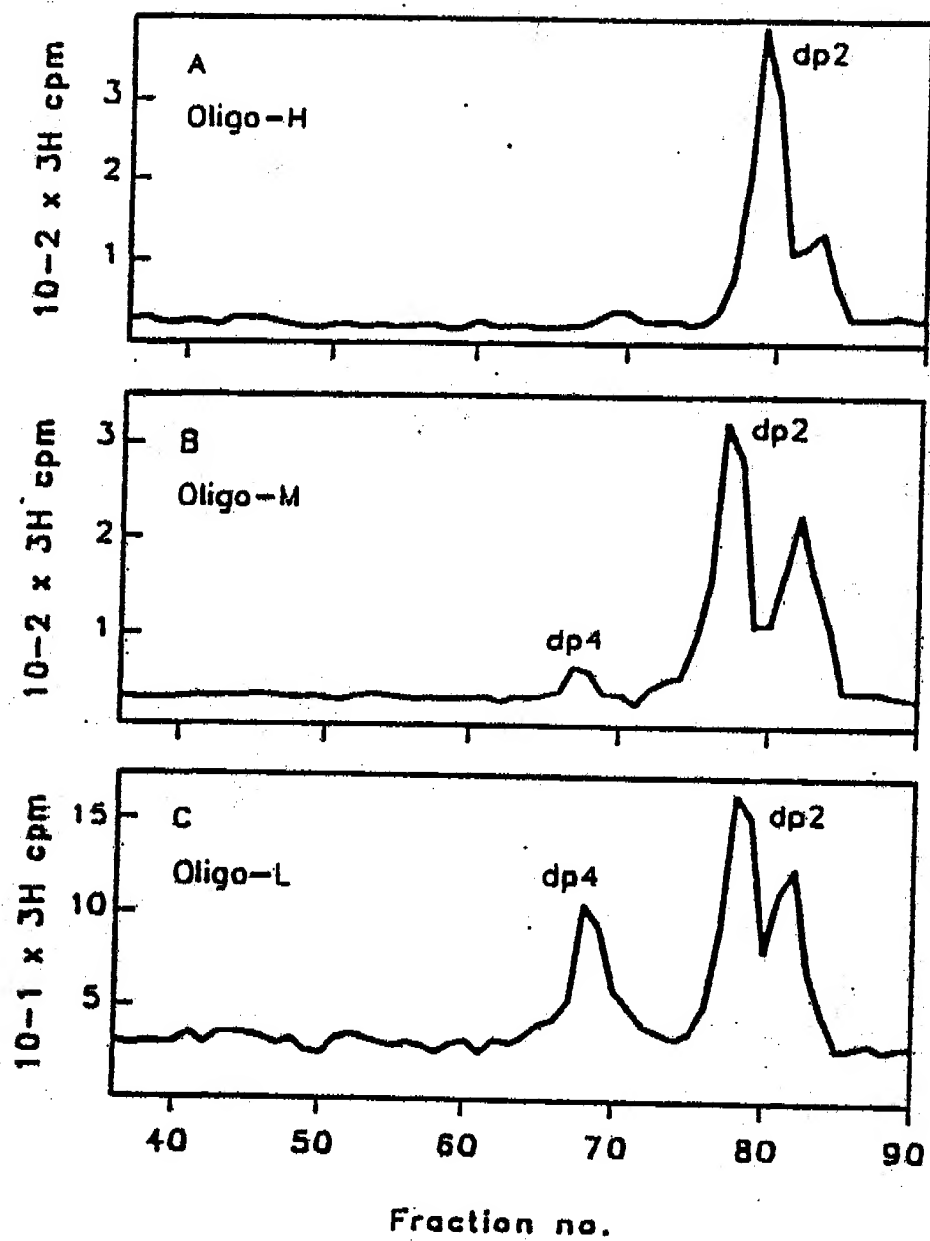 A
Oligo-H
dp2
3
2
1
10-2 x 3H cpm
B
Oligo-M
dp4
dp2
3
2
1
10-2 x 3H cpm
C
Oligo-L
dp4
dp2
15
10
5
10-1 x 3H cpm
40 50 60 70 80 90
Fraction no.